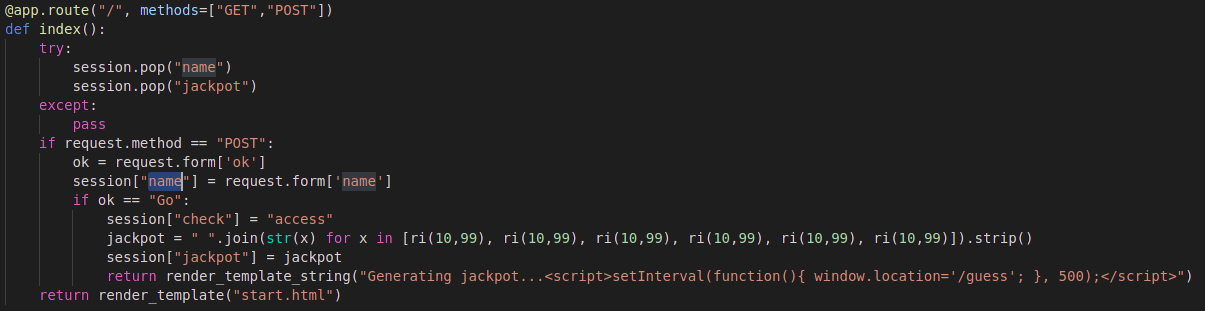 @app.route("/", methods=["GET","POST"])
def index():
    try:
        session.pop("name")
        session.pop("jackpot")
    except:
        pass
    if request.method == "POST":
        ok = request.form['ok']
        session["name"] = request.form['name']
        if ok == "Go":
            session["check"] = "access"
            jackpot = " ".join(str(x) for x in [ri(10,99), ri(10,99), ri(10,99), ri(10,99), ri(10,99), ri(10,99)]).strip()
            session["jackpot"] = jackpot
            return render_template_string("Generating jackpot...<script>setInterval(function(){ window.location='/guess'; }, 500);</script>")
    return render_template("start.html")